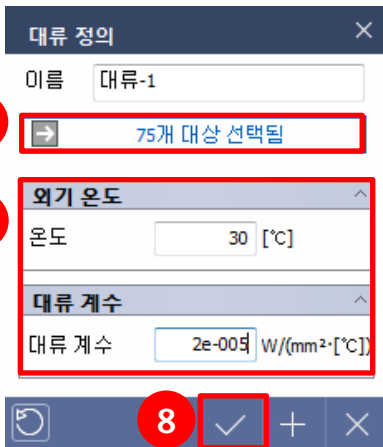 대류 정의
이름 대류-1
75개 대상 선택됨
외기 온도
온도 30 [℃]
대류 계수
대류 계수 2e-005 W/(mm²·[℃])
8